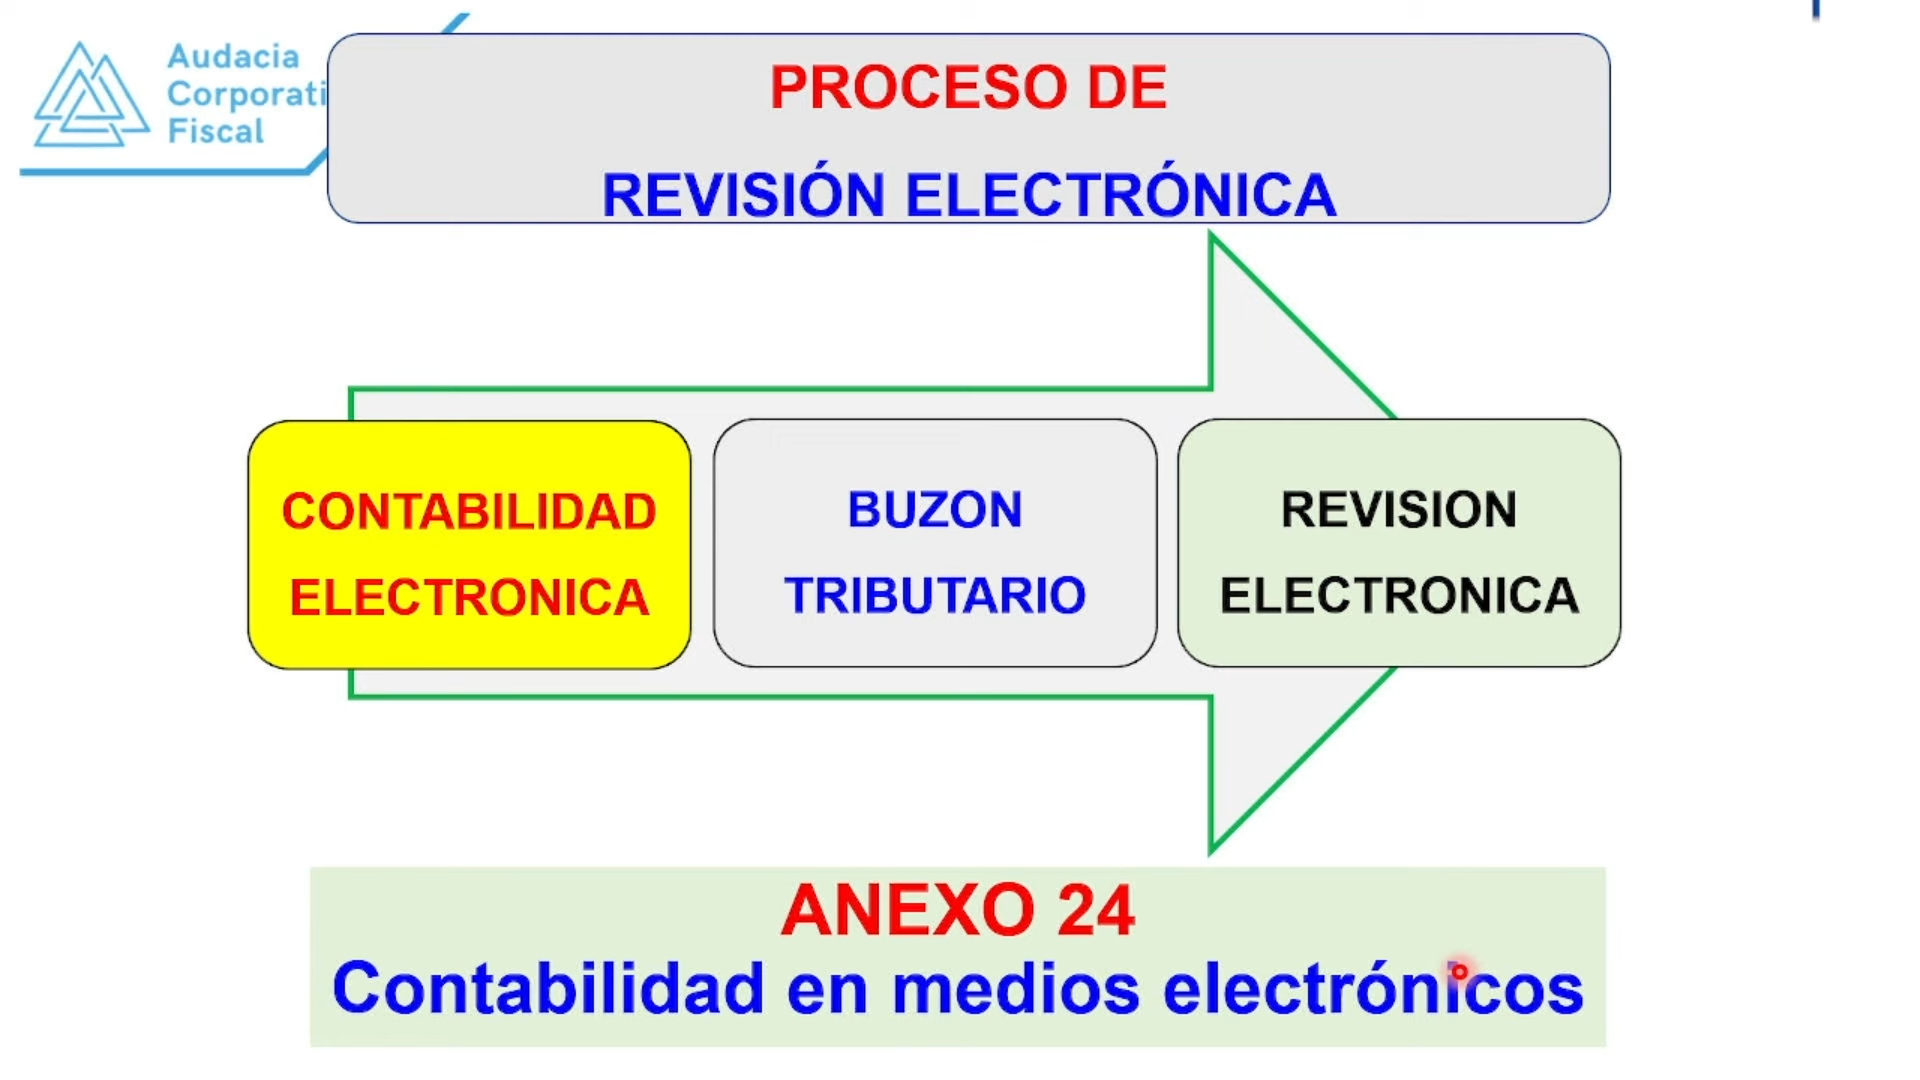 Audacia
Corporati
Fiscal
PROCESO DE
REVISIÓN ELECTRÓNICA
CONTABILIDAD
ELECTRONICA
BUZON
TRIBUTARIO
REVISION
ELECTRONICA
ANEXO 24
Contabilidad en medios electrónicos